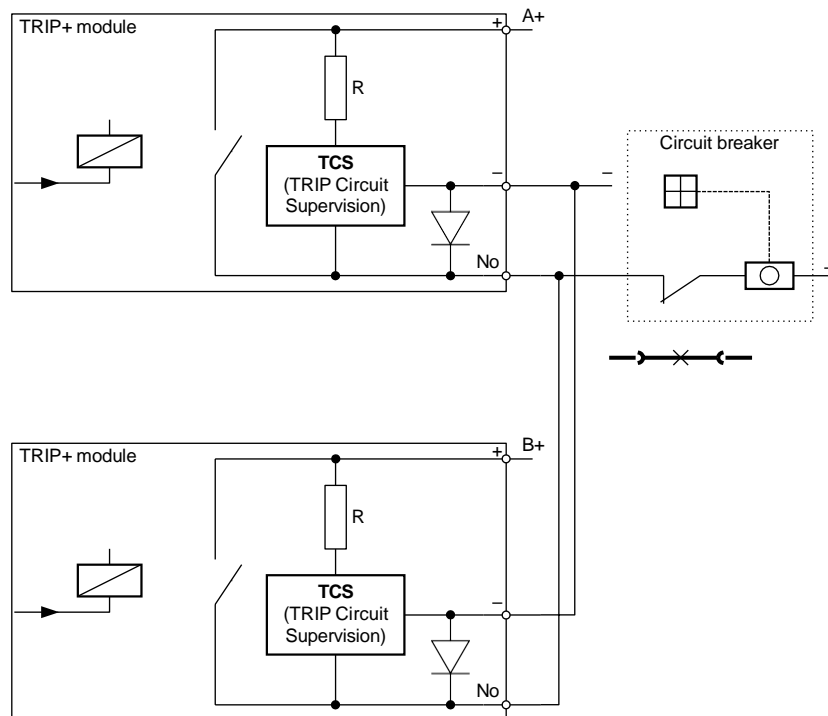 TRIP+ module
+
A+
R
TCS
(TRIP Circuit
Supervision)
–
–
No
Circuit breaker
–
TRIP+ module
+
B+
R
TCS
(TRIP Circuit
Supervision)
–
No